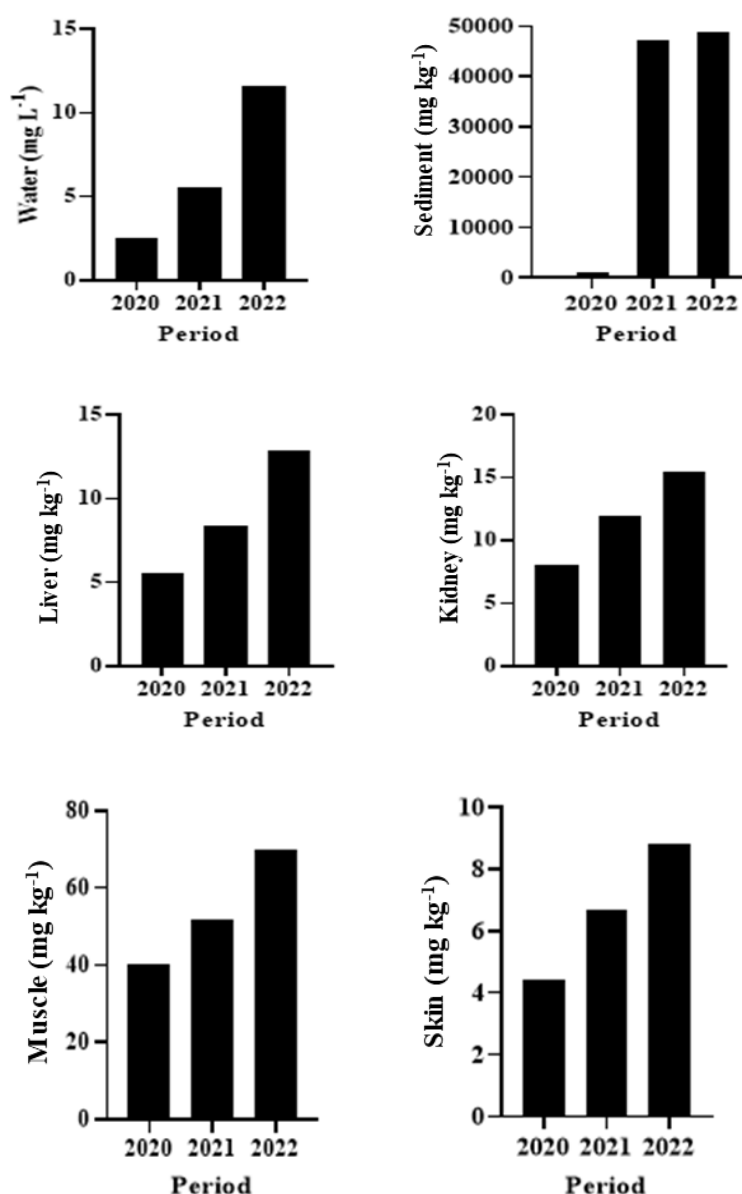 Water (mg L⁻¹)
15
10
5
0
2020 2021 2022
Period
Sediment (mg kg⁻¹)
50000
40000
30000
20000
10000
0
2020 2021 2022
Period
Liver (mg kg⁻¹)
15
10
5
0
2020 2021 2022
Period
Kidney (mg kg⁻¹)
20
15
10
5
0
2020 2021 2022
Period
Muscle (mg kg⁻¹)
80
60
40
20
0
2020 2021 2022
Period
Skin (mg kg⁻¹)
10
8
6
4
2
0
2020 2021 2022
Period